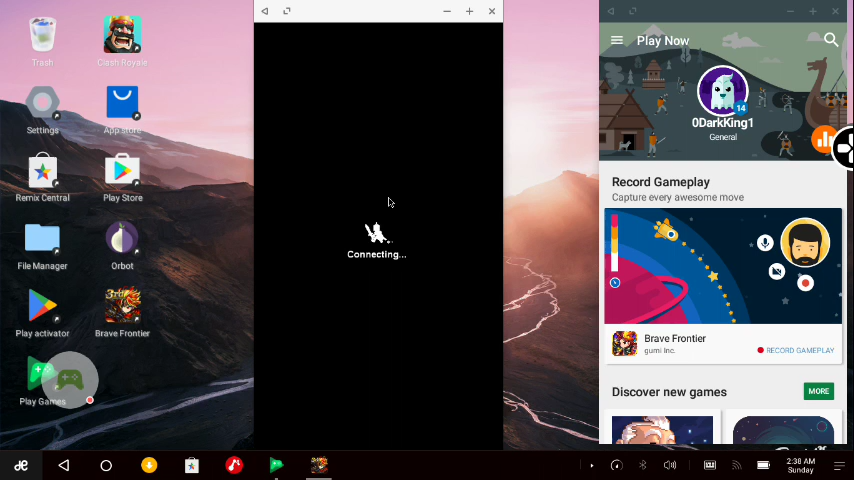 Trash
Clash Royale
Settings
App store
Remix Central
Play Store
File Manager
Orbot
Play activator
Brave Frontier
Play Games
Connecting...
Play Now
14
0DarkKing1
General
Record Gameplay
Capture every awesome move
Brave Frontier
gumi Inc.
RECORD GAMEPLAY
Discover new games
MORE
2:38 AM
Sunday